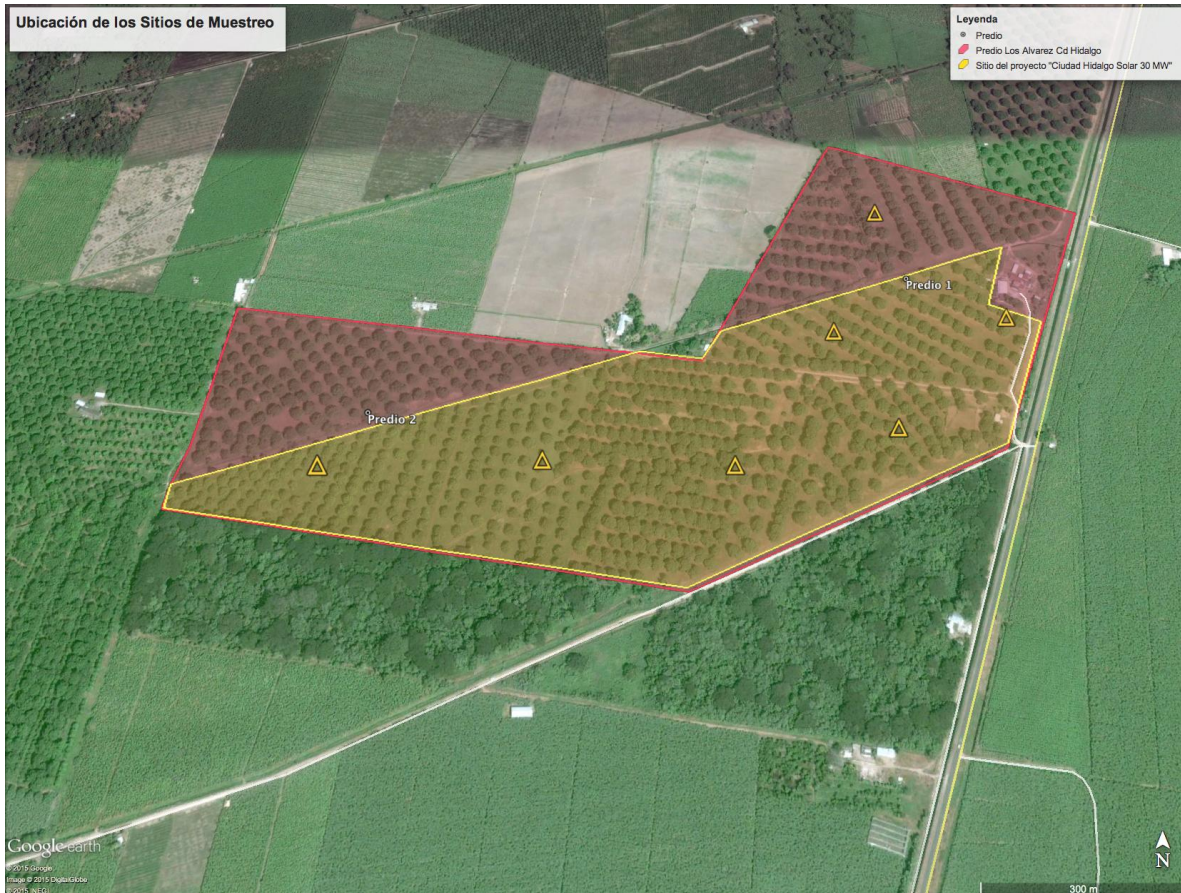 Ubicación de los Sitios de Muestreo
Leyenda
Predio
Predio Los Alvarez Cd Hidalgo
Sitio del proyecto "Ciudad Hidalgo Solar 30 MW"
Predio 1
Predio 2
Google earth
© 2015 Google
Image © 2015 DigitalGlobe
© 2015 INEGI
N
300 m